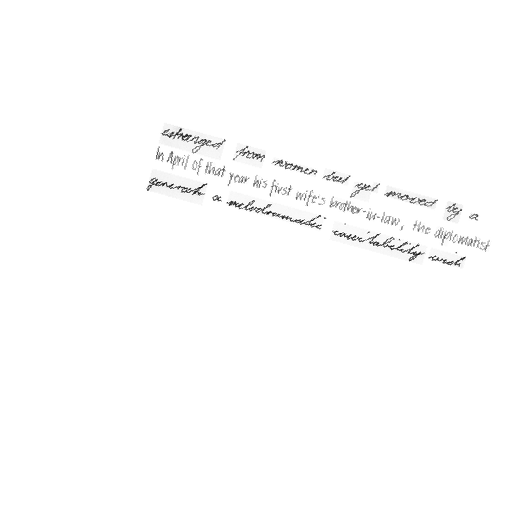 estranged from women but yet moved by a
In April of that year his first wife's brother-in-law, the diplomatist
generate a melodramatic inevitability wish